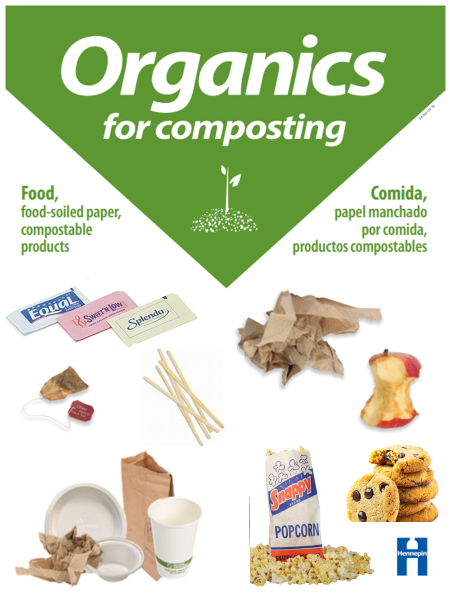 Organics
for composting
Food,
food-soiled paper,
compostable
products
Comida,
papel manchado
por comida,
productos compostables
Equal
Sweet'N Low
Splenda
Snappy
POPCORN
Hennepin